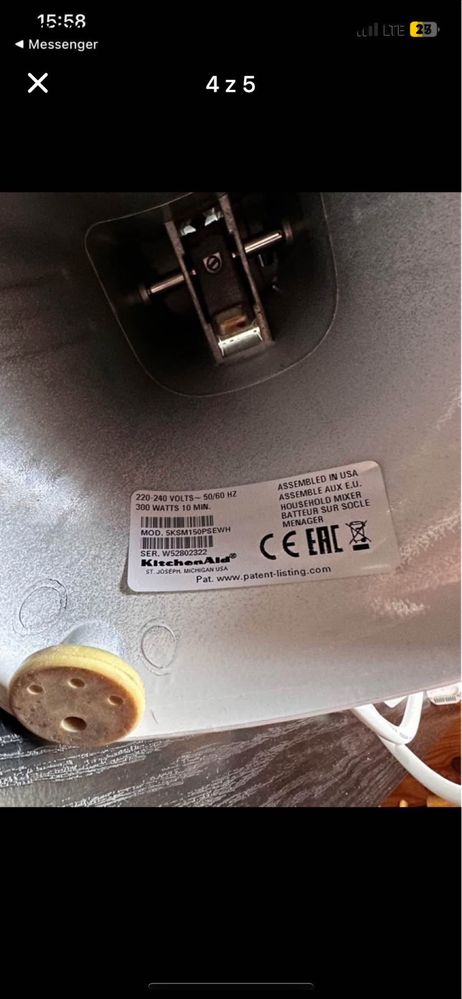 15:58
LTE 23
◄ Messenger
4 z 5
220-240 VOLTS~ 50/60 HZ
300 WATTS 10 MIN.
MOD. 5KSM150PSEWH
SER. W52802322
KitchenAid®
ST. JOSEPH, MICHIGAN USA
Pat. www.patent-listing.com
ASSEMBLED IN USA
ASSEMBLE AUX E.U.
HOUSEHOLD MIXER
BATTEUR SUR SOCLE
MENAGER
CE EAC